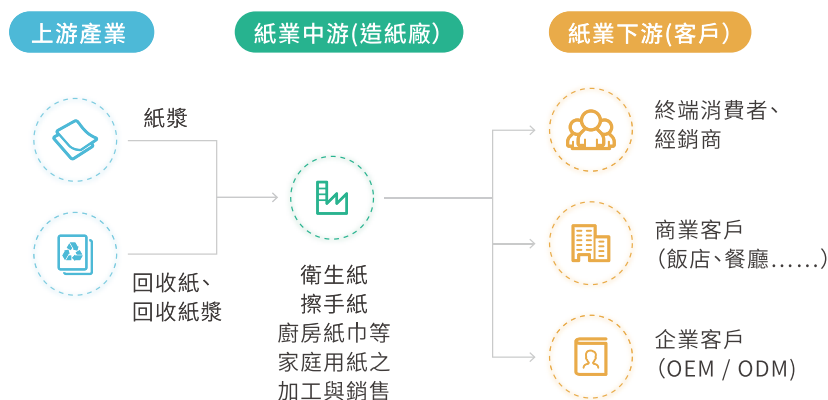 上游產業
紙業中游(造紙廠)
紙業下游(客戶)
紙漿
回收紙、
回收紙漿
衛生紙
擦手紙
廚房紙巾等
家庭用紙之
加工與銷售
終端消費者、
經銷商
商業客戶
(飯店、餐廳......)
企業客戶
(OEM / ODM)